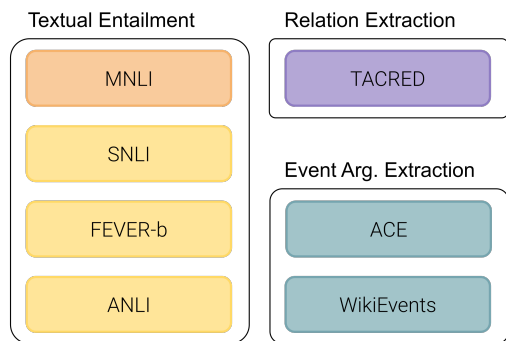 Textual Entailment
MNLI
SNLI
FEVER-b
ANLI
Relation Extraction
TACRED
Event Arg. Extraction
ACE
WikiEvents